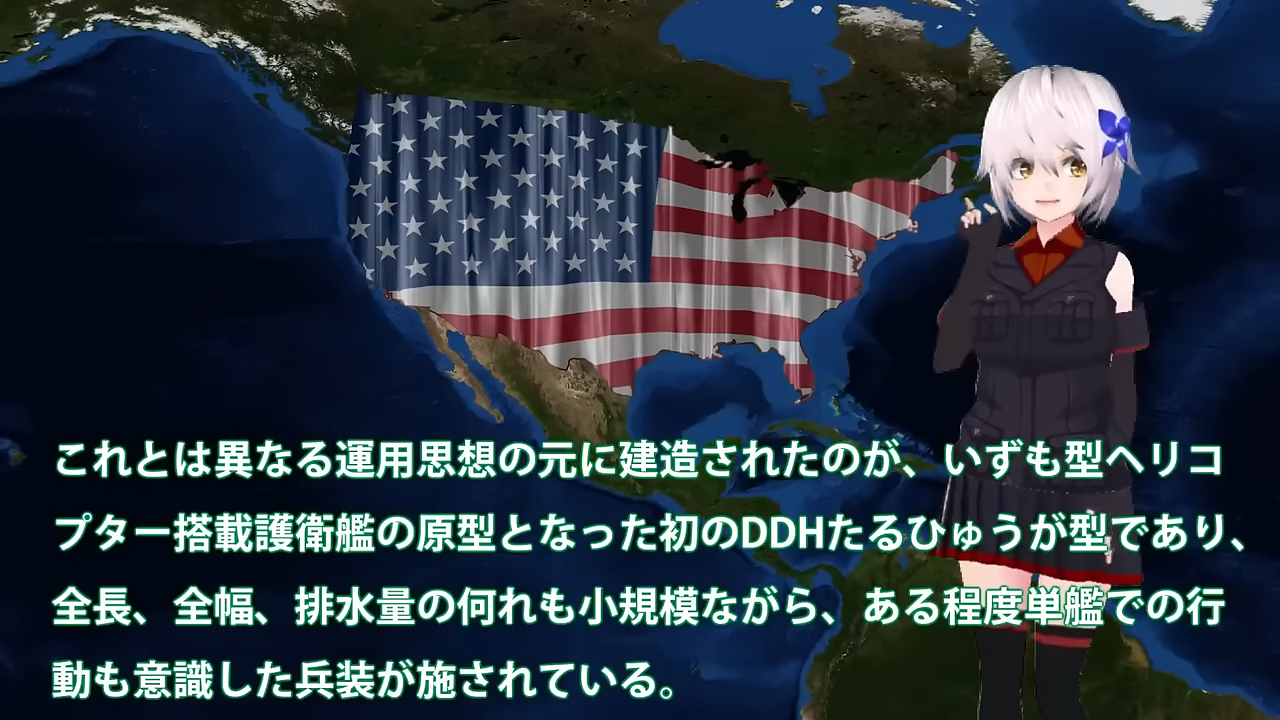 これとは異なる運用思想の元に建造されたのが、いずも型ヘリコ
プター搭載護衛艦の原型となった初のDDHたるひゅうが型であり、
全長、全幅、排水量の何れも小規模ながら、ある程度単艦での行
動も意識した兵装が施されている。